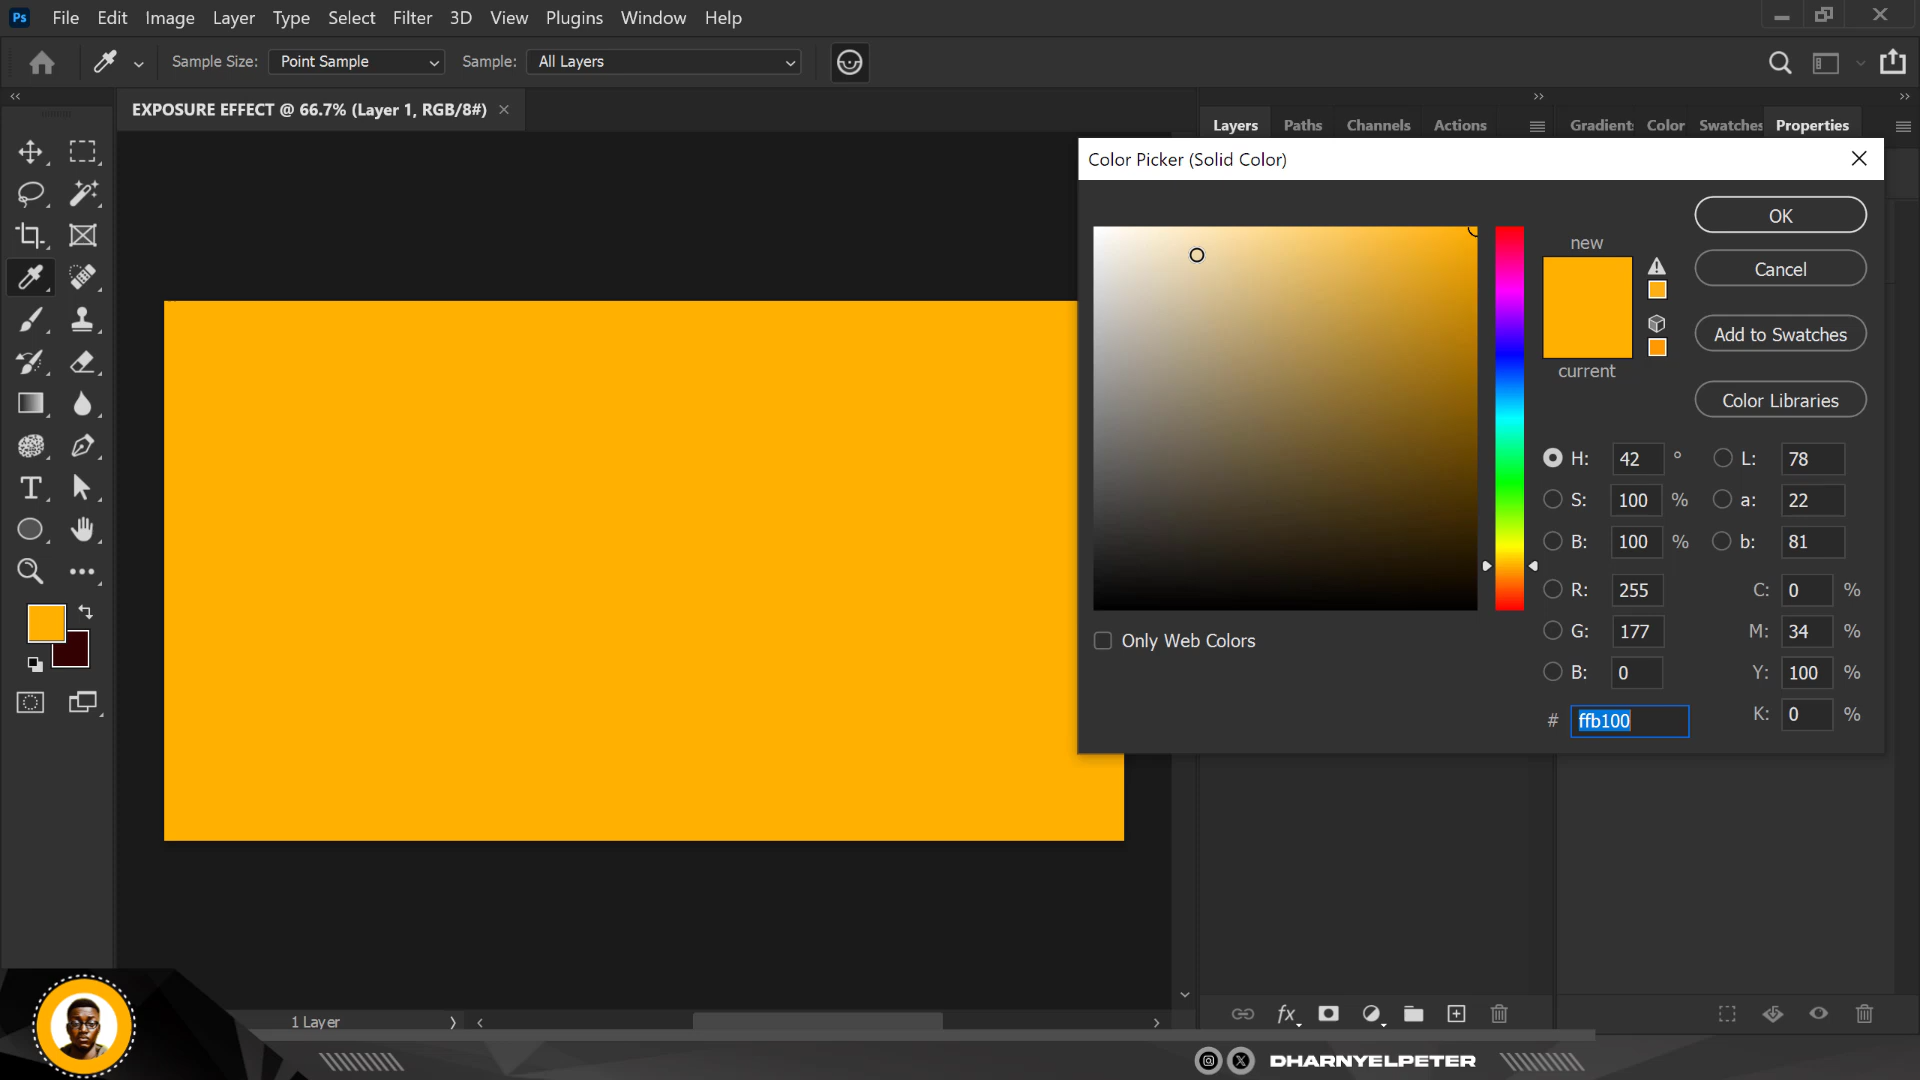 Ps File Edit Image Layer Type Select Filter 3D View Plugins Window Help
Sample Size: Point Sample Sample: All Layers
EXPOSURE EFFECT @ 66.7% (Layer 1, RGB/8#) ×
Layers Paths Channels Actions
Gradient: Color Swatches Properties
Color Picker (Solid Color)
OK
new
Cancel
Add to Swatches
current
Color Libraries
H: 42 ° L: 78
S: 100 % a: 22
B: 100 % b: 81
R: 255 C: 0 %
G: 177 M: 34 %
B: 0 Y: 100 %
# ffb100 K: 0 %
Only Web Colors
T
1 Layer
fx
DHARNYELPETER